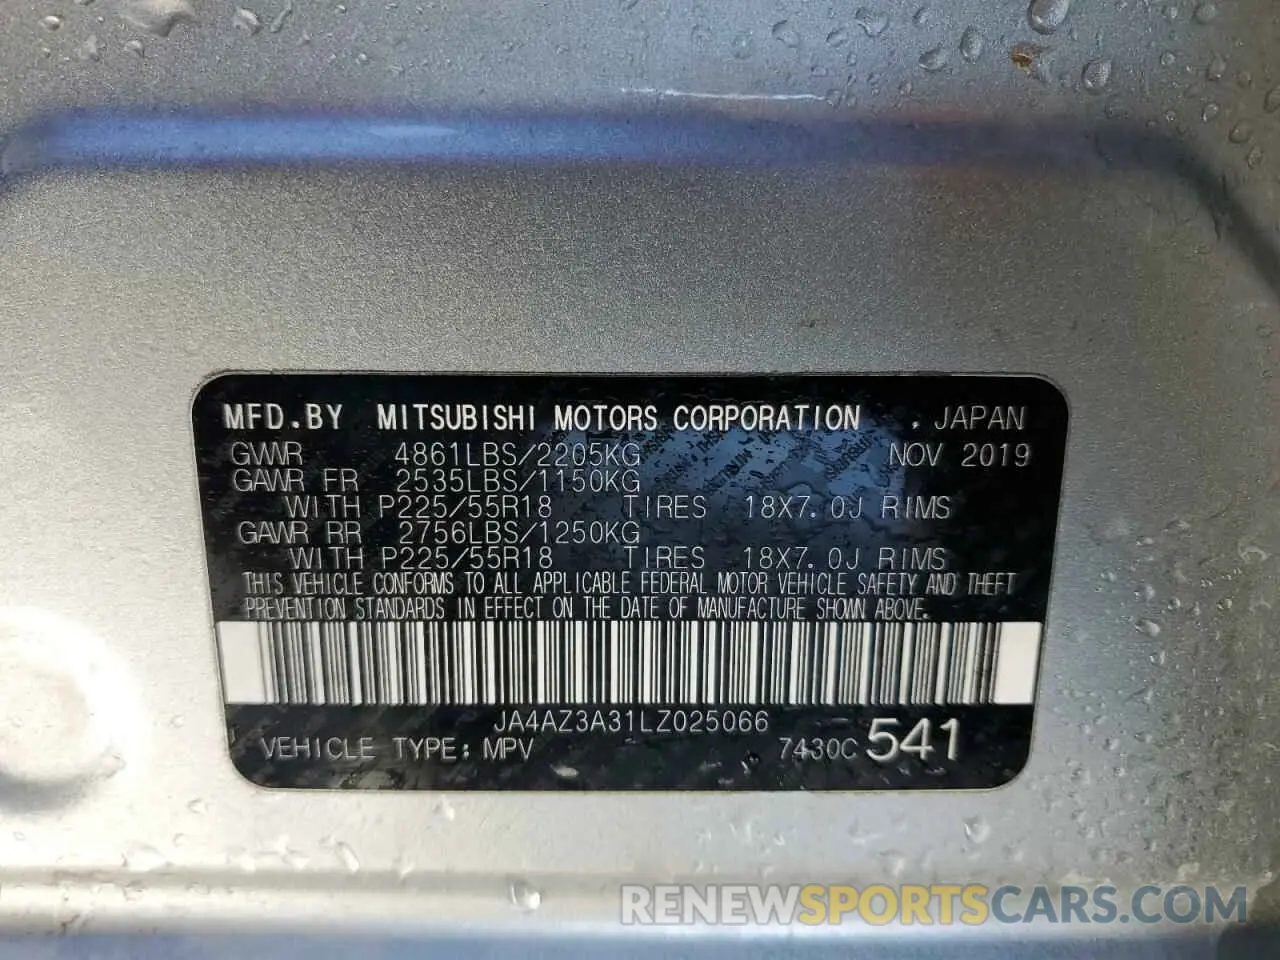 MFD.BY MITSUBISHI MOTORS CORPORATION , JAPAN
GVWR 4861LBS/2205KG NOV 2019
GAWR FR 2535LBS/1150KG
WITH P225/55R18 TIRES 18X7.0J RIMS
GAWR RR 2756LBS/1250KG
WITH P225/55R18 TIRES 18X7.0J RIMS
THIS VEHICLE CONFORMS TO ALL APPLICABLE FEDERAL MOTOR VEHICLE SAFETY AND THEFT
PREVENTION STANDARDS IN EFFECT ON THE DATE OF MANUFACTURE SHOWN ABOVE.
JA4AZ3A31LZ025066
VEHICLE TYPE: MPV 7430C 541
RENEWSPORTSCARS.COM